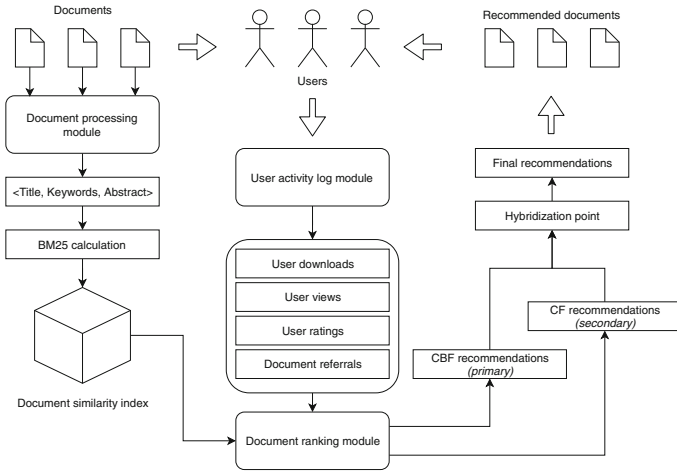 Documents
Users
Recommended documents
Document processing
module
<Title, Keywords, Abstract>
BM25 calculation
Document similarity index
User activity log module
User downloads
User views
User ratings
Document referrals
Document ranking module
Final recommendations
Hybridization point
CF recommendations
(secondary)
CBF recommendations
(primary)